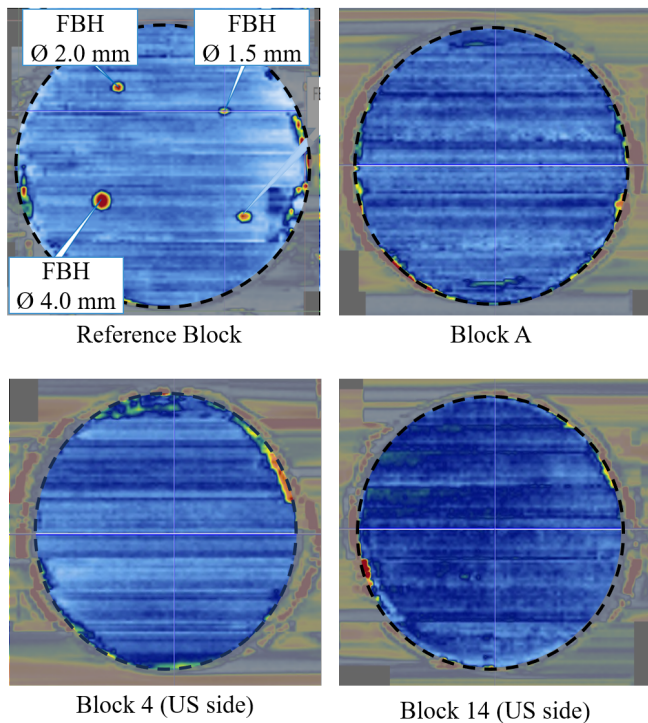 FBH
Ø 2.0 mm
FBH
Ø 1.5 mm
FBH
Ø 4.0 mm
Reference Block
Block A
Block 4 (US side)
Block 14 (US side)